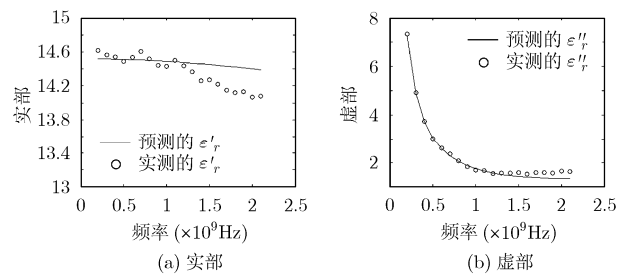 15
14.6
14.2
13.8
13.4
13
实部
预测的 ε′r
实测的 ε′r
0 0.5 1 1.5 2 2.5
频率 (×10⁹Hz)
(a) 实部
8
6
4
2
虚部
预测的 ε″r
实测的 ε″r
0 0.5 1 1.5 2 2.5
频率 (×10⁹Hz)
(b) 虚部